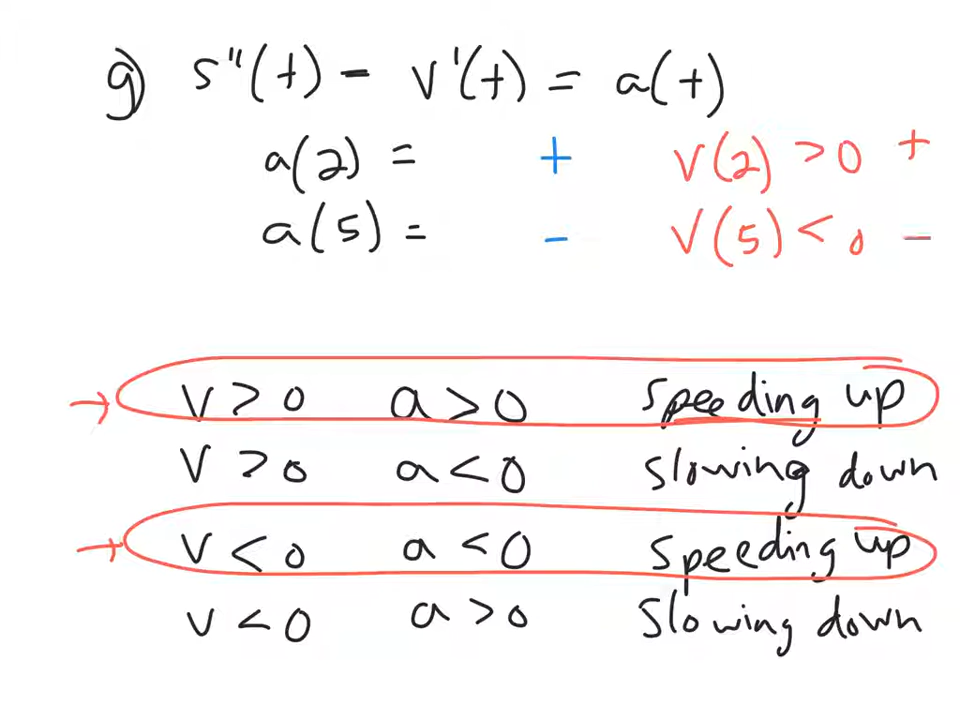 g) s"(t) - v'(t) = a(t)
a(2) = + v(2) > 0 +
a(5) = - v(5) < 0 -
→ v > 0 a > 0 speeding up
v > 0 a < 0 slowing down
→ v < 0 a < 0 speeding up
v < 0 a > 0 slowing down